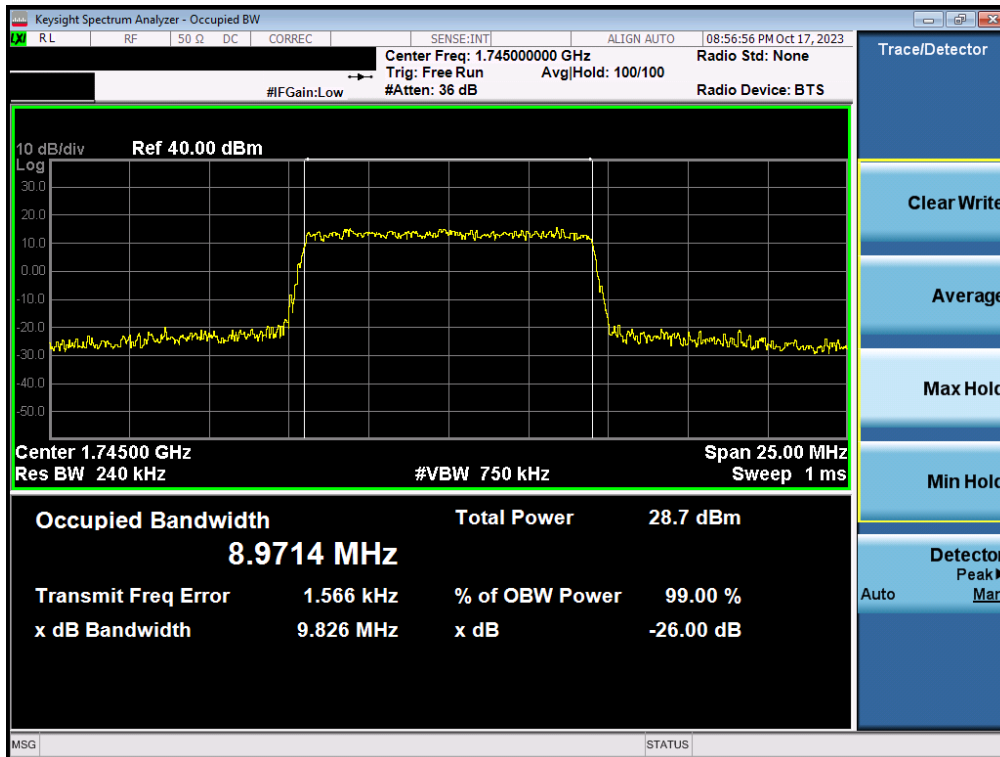 Keysight Spectrum Analyzer - Occupied BW
LXI RL RF 50 Ω DC CORREC SENSE:INT ALIGN AUTO 08:56:56 PM Oct 17, 2023
Center Freq: 1.745000000 GHz Radio Std: None
Trig: Free Run Avg|Hold: 100/100
#IFGain:Low #Atten: 36 dB Radio Device: BTS
Trace/Detector
10 dB/div Ref 40.00 dBm
Log
30.0
20.0
10.0
0.00
-10.0
-20.0
-30.0
-40.0
-50.0
Center 1.74500 GHz Span 25.00 MHz
Res BW 240 kHz #VBW 750 kHz Sweep 1 ms
Occupied Bandwidth Total Power 28.7 dBm
8.9714 MHz
Transmit Freq Error 1.566 kHz % of OBW Power 99.00 %
x dB Bandwidth 9.826 MHz x dB -26.00 dB
Clear Write
Average
Max Hold
Min Hold
Detector
Peak
Auto Man
MSG STATUS